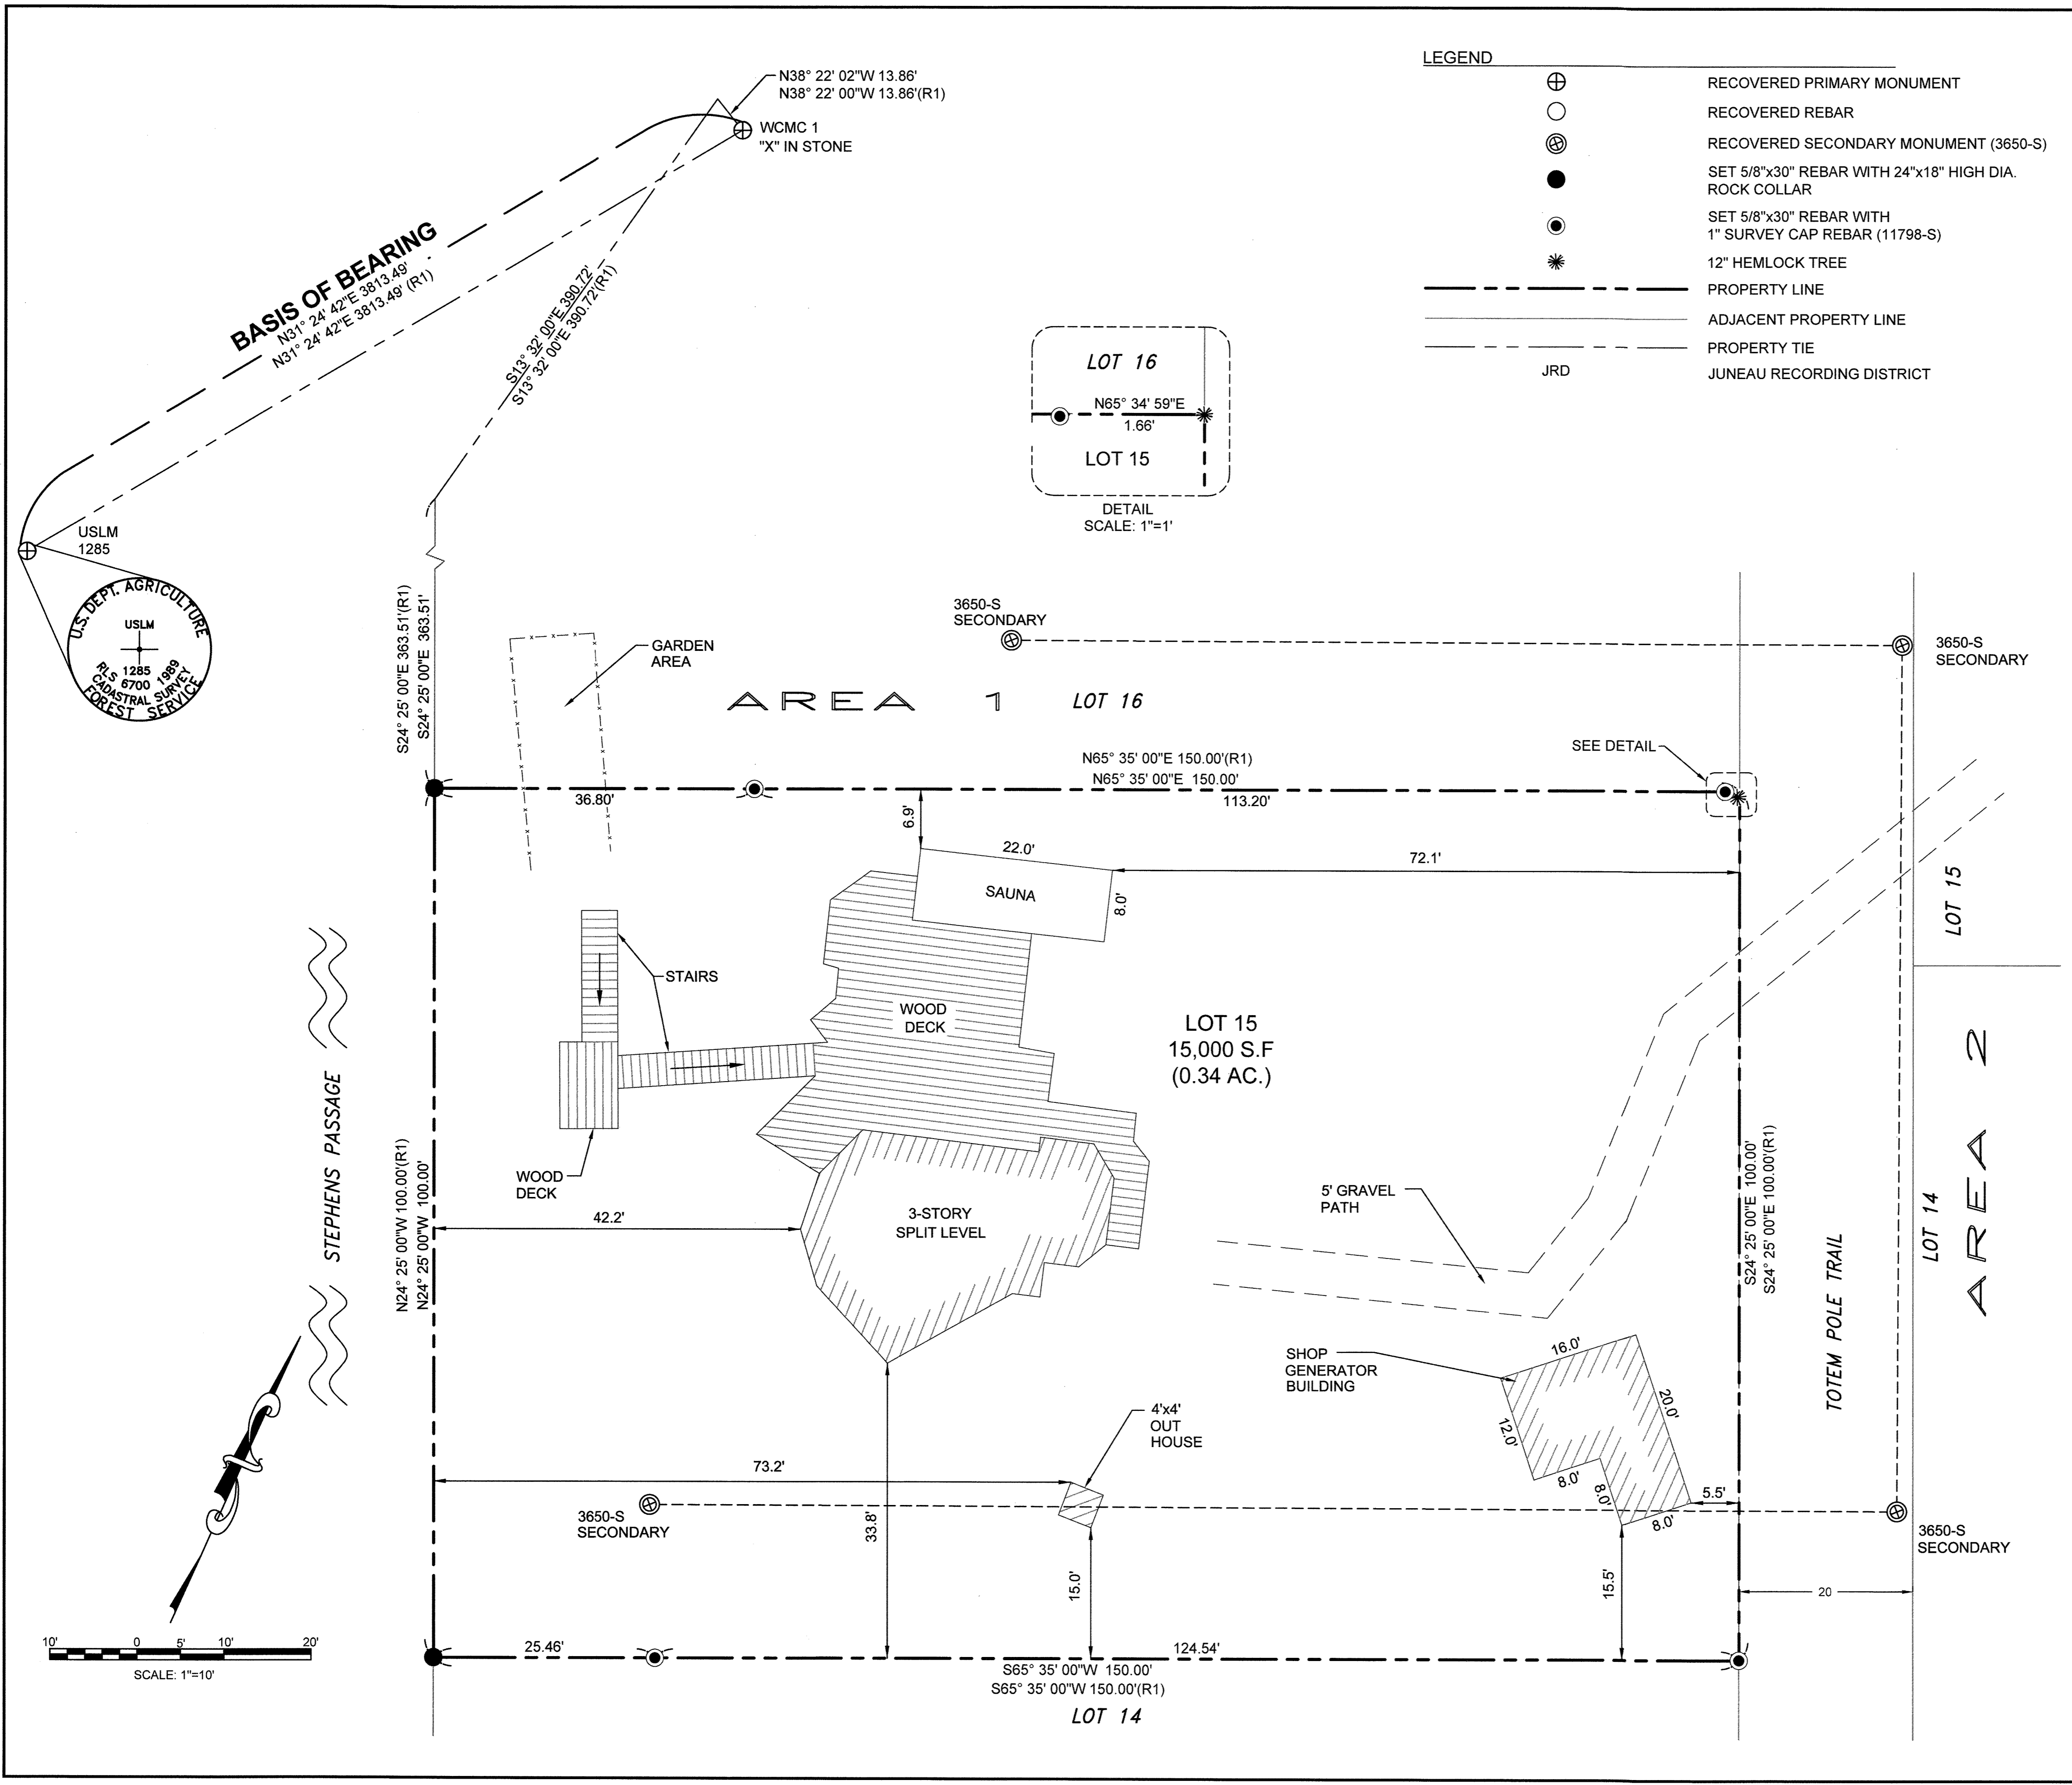 N38° 22' 02"W 13.86'
N38° 22' 00"W 13.86'(R1)
WCMC 1
"X" IN STONE
BASIS OF BEARING
N31° 24' 42"E 3813.49'
N31° 24' 42"E 3813.49' (R1)
S13° 32' 00"E 390.72'
S13° 32' 00"E 390.72'(R1)
USLM
1285
U.S. DEPT. AGRICULTURE
USLM
1285
RLS 6700 1989
CADASTRAL SURVEY
FOREST SERVICE
LEGEND
RECOVERED PRIMARY MONUMENT
RECOVERED REBAR
RECOVERED SECONDARY MONUMENT (3650-S)
SET 5/8"x30" REBAR WITH 24"x18" HIGH DIA.
ROCK COLLAR
SET 5/8"x30" REBAR WITH
1" SURVEY CAP REBAR (11798-S)
12" HEMLOCK TREE
PROPERTY LINE
ADJACENT PROPERTY LINE
PROPERTY TIE
JRD JUNEAU RECORDING DISTRICT
LOT 16
N65° 34' 59"E
1.66'
LOT 15
DETAIL
SCALE: 1"=1'
S24° 25' 00"E 363.51'(R1)
S24° 25' 00"E 363.51'
GARDEN
AREA
3650-S
SECONDARY
3650-S
SECONDARY
AREA 1 LOT 16
SEE DETAIL
N65° 35' 00"E 150.00'(R1)
N65° 35' 00"E 150.00'
36.80'
113.20'
6.9'
22.0'
SAUNA
8.0'
72.1'
STAIRS
WOOD
DECK
LOT 15
15,000 S.F
(0.34 AC.)
WOOD
DECK
STEPHENS PASSAGE
N24° 25' 00"W 100.00'(R1)
N24° 25' 00"W 100.00'
42.2'
3-STORY
SPLIT LEVEL
5' GRAVEL
PATH
S24° 25' 00"E 100.00'
S24° 25' 00"E 100.00'(R1)
TOTEM POLE TRAIL
LOT 15
LOT 14
AREA 2
SHOP
GENERATOR
BUILDING
16.0'
20.0'
12.0'
8.0'
8.0'
8.0'
5.5'
4'x4'
OUT
HOUSE
73.2'
3650-S
SECONDARY
33.8'
15.0'
15.5'
3650-S
SECONDARY
20
25.46'
124.54'
S65° 35' 00"W 150.00'
S65° 35' 00"W 150.00'(R1)
LOT 14
10' 0 5' 10' 20'
SCALE: 1"=10'